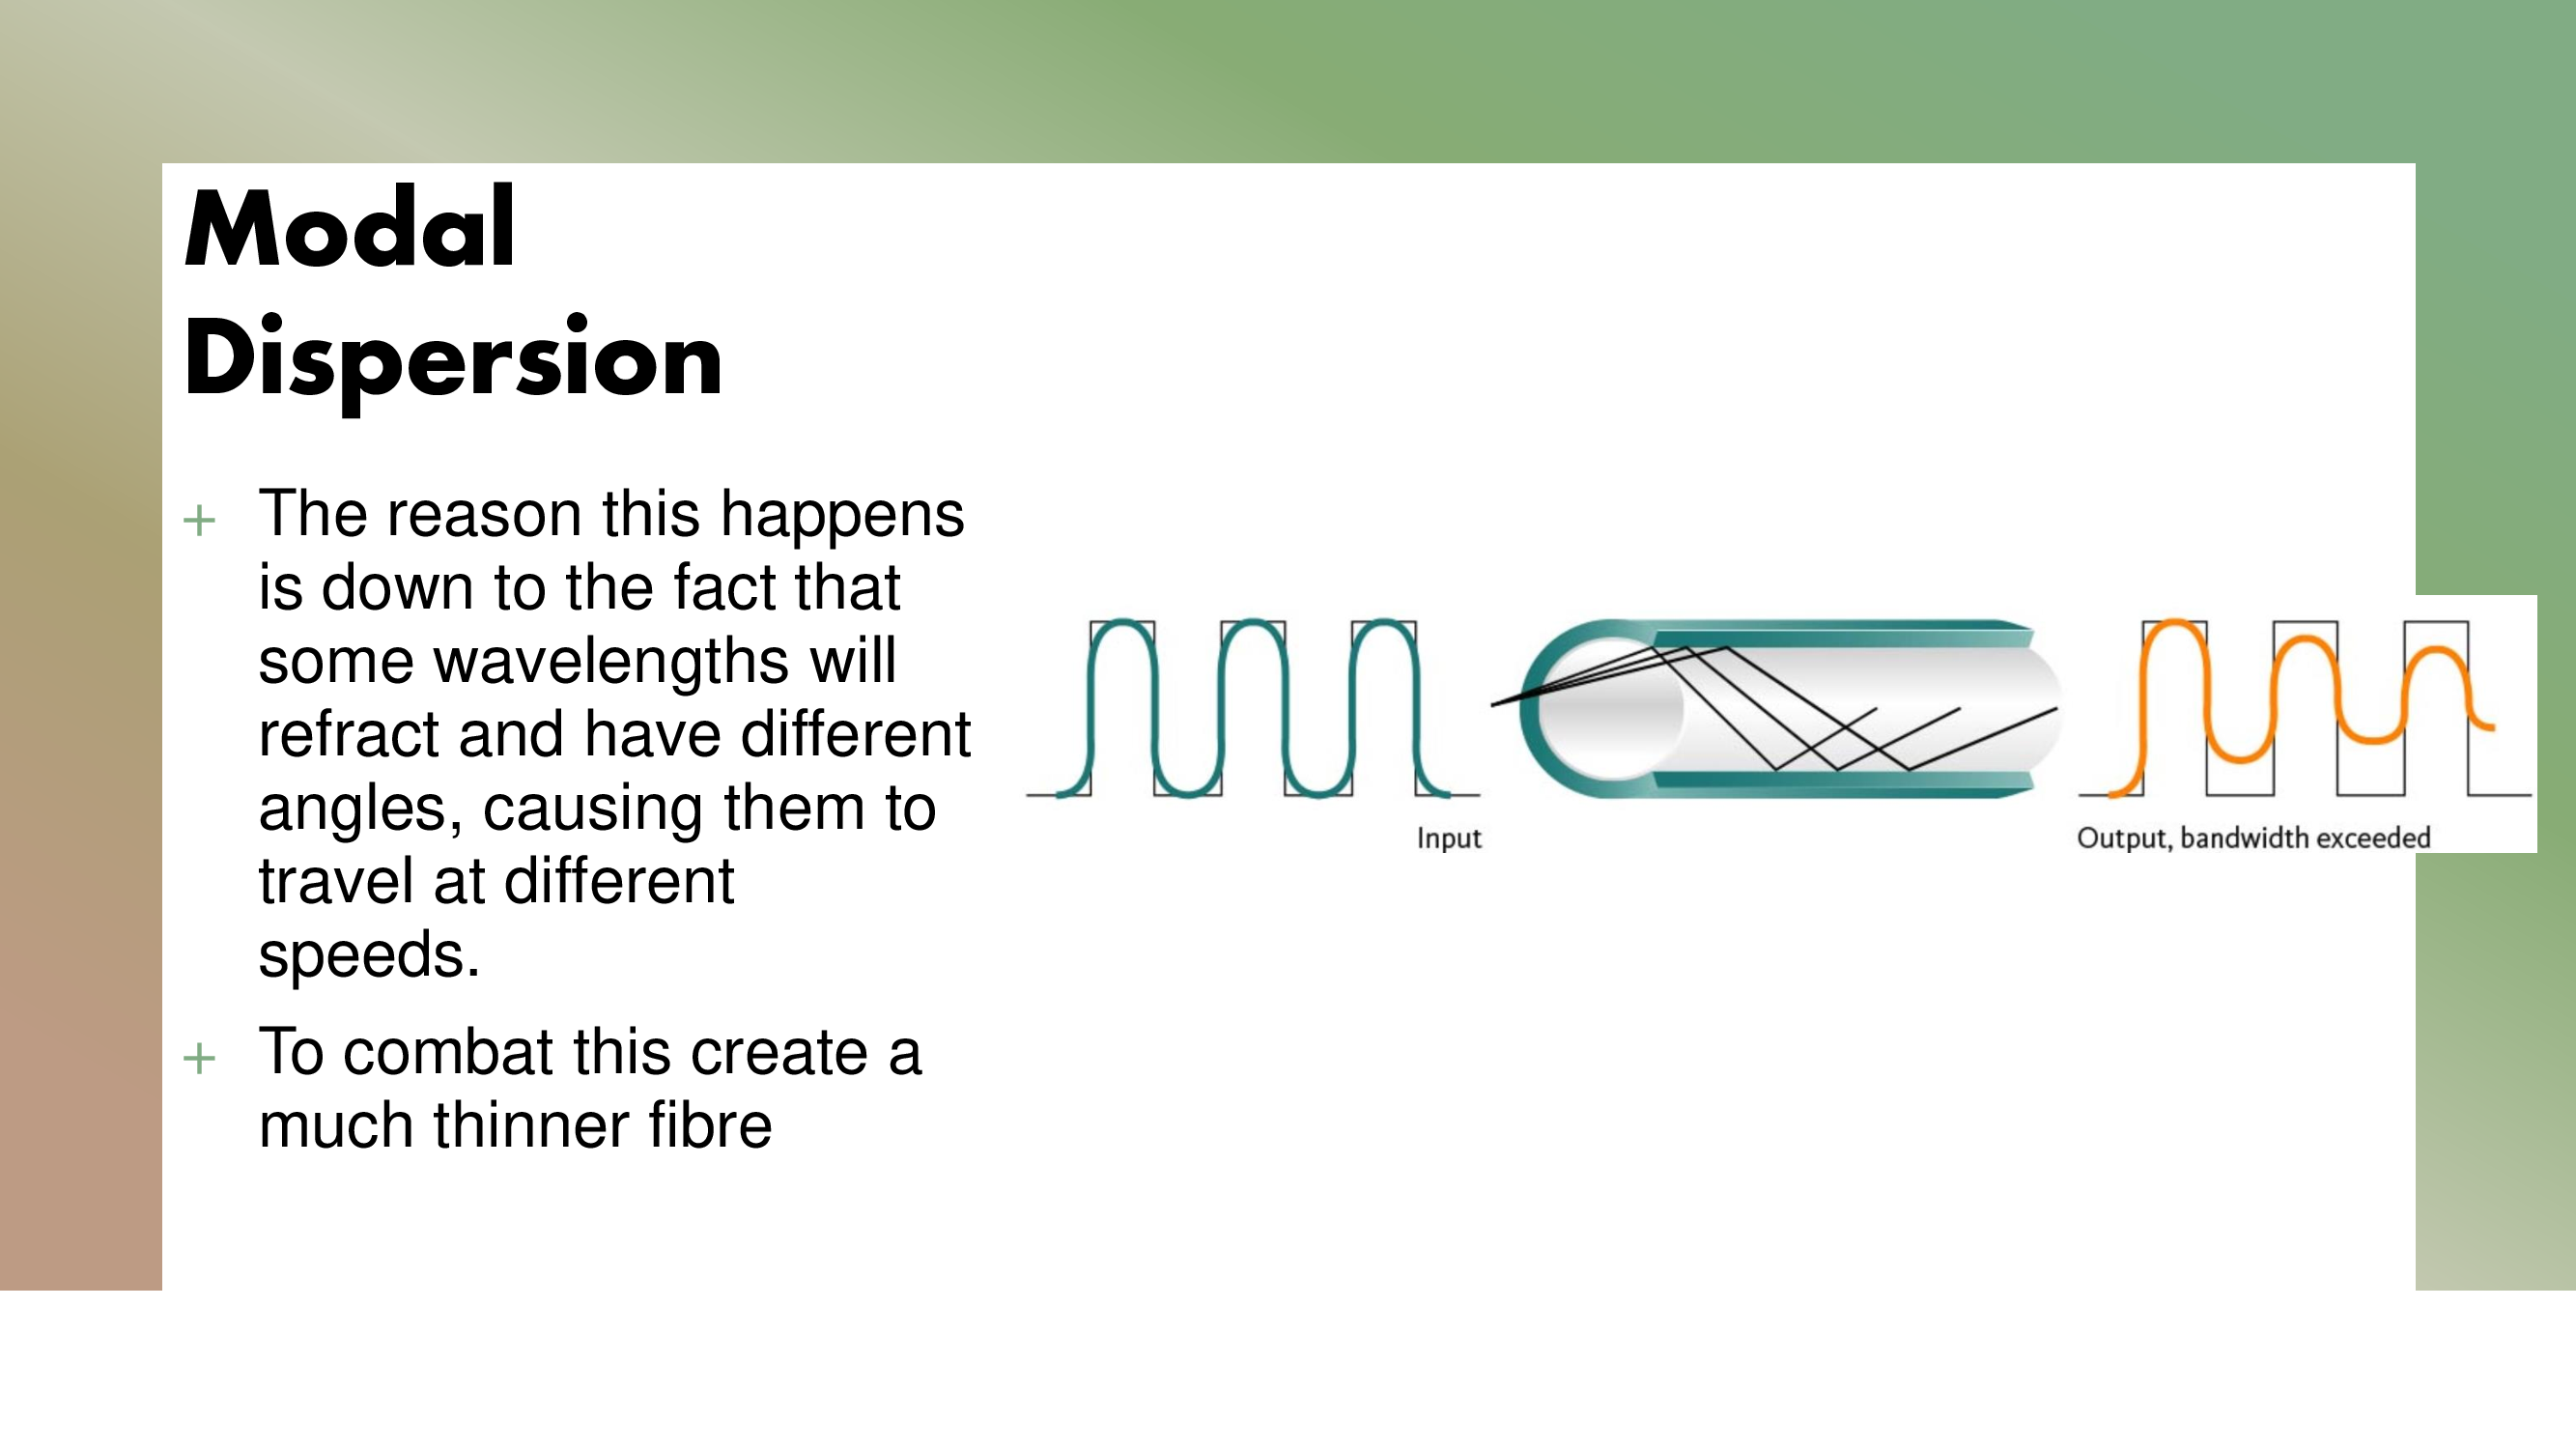 Modal
Dispersion
+ The reason this happens
is down to the fact that
some wavelengths will
refract and have different
angles, causing them to
travel at different
speeds.
+ To combat this create a
much thinner fibre
Input
Output, bandwidth exceeded